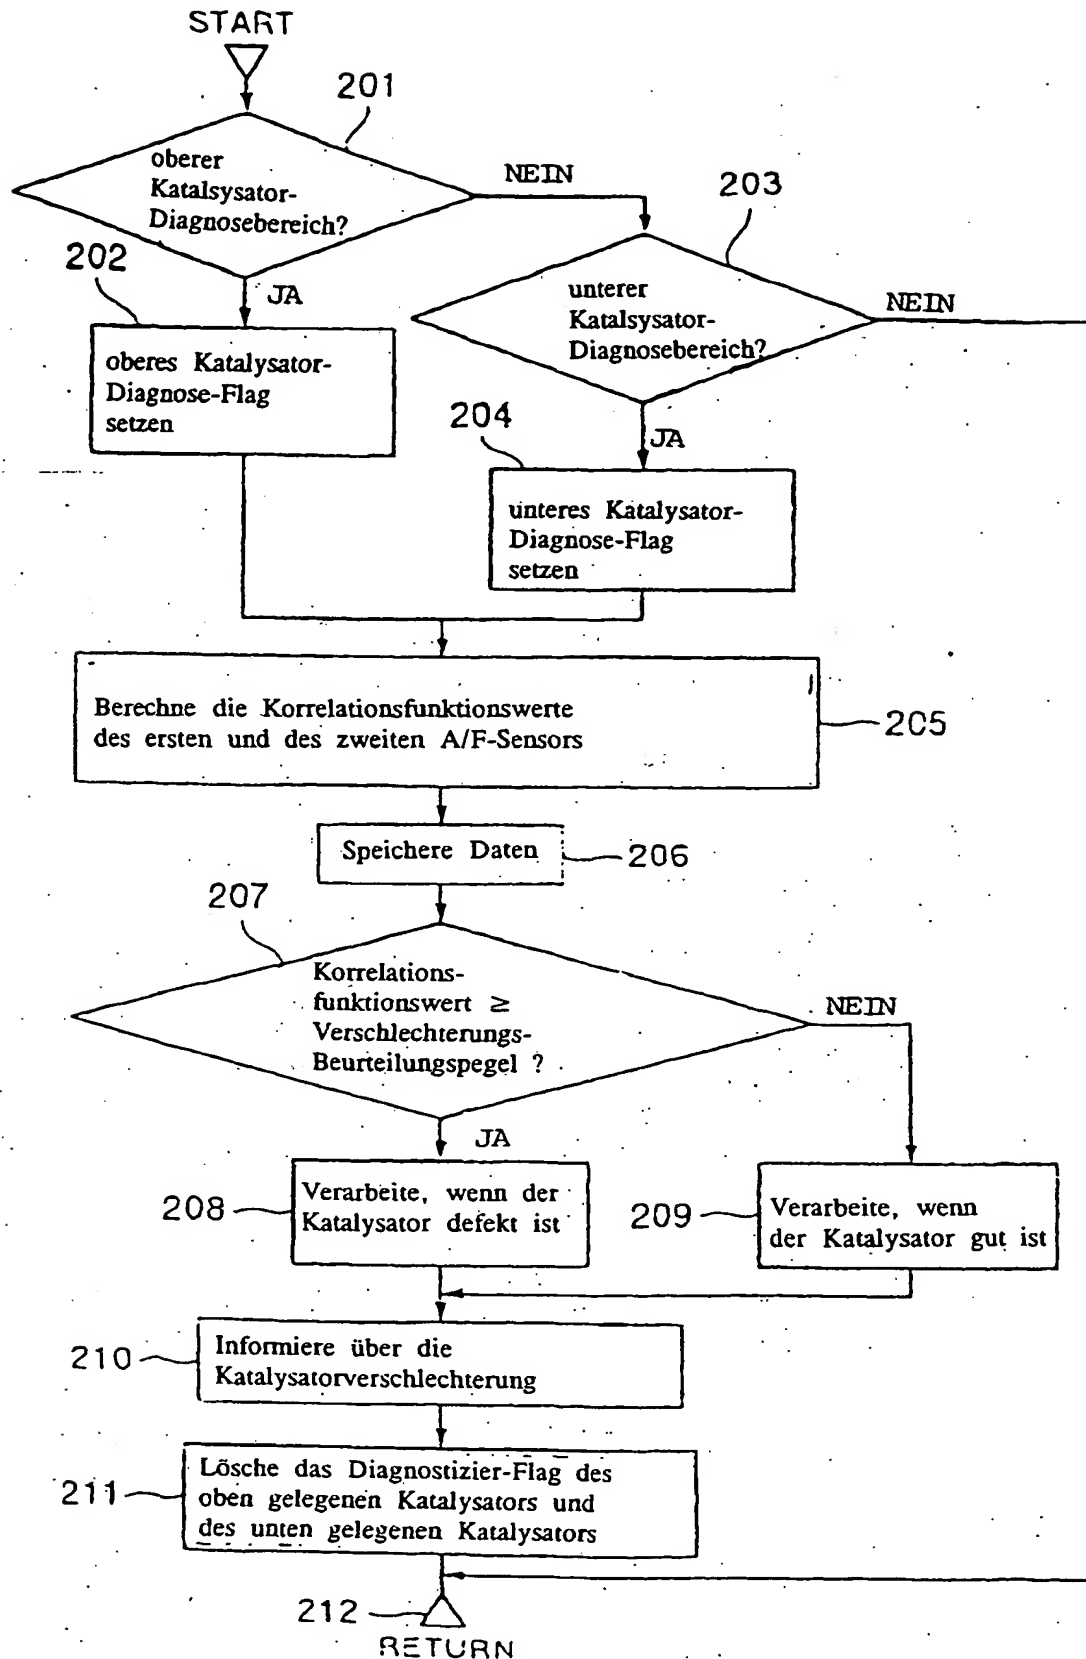 START
201
oberer
Katalsysator-
Diagnosebereich?
NEIN
203
202
JA
unterer
Katalsysator-
Diagnosebereich?
NEIN
oberes Katalysator-
Diagnose-Flag
setzen
204
JA
unteres Katalysator-
Diagnose-Flag
setzen
Berechne die Korrelationsfunktionswerte
des ersten und des zweiten A/F-Sensors
205
Speichere Daten
206
207
Korrelations-
funktionswert ≥
Verschlechterungs-
Beurteilungspegel ?
NEIN
JA
208
Verarbeite, wenn der
Katalysator defekt ist
209
Verarbeite, wenn
der Katalysator gut ist
210
Informiere über die
Katalysatorverschlechterung
211
Lösche das Diagnostizier-Flag des
oben gelegenen Katalysators und
des unten gelegenen Katalysators
212
RETURN